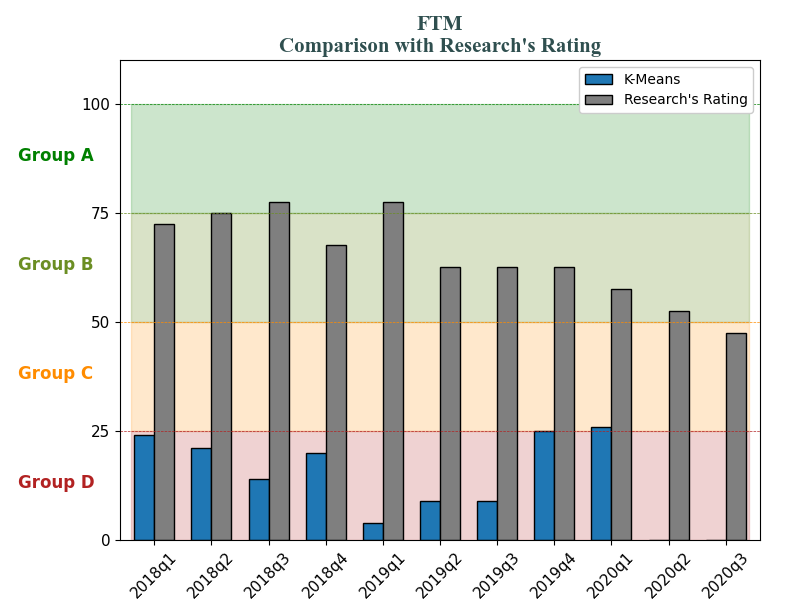 FTM
Comparison with Research's Rating
K-Means
Research's Rating
100
Group A
75
Group B
50
Group C
25
Group D
0
2018q1
2018q2
2018q3
2018q4
2019q1
2019q2
2019q3
2019q4
2020q1
2020q2
2020q3